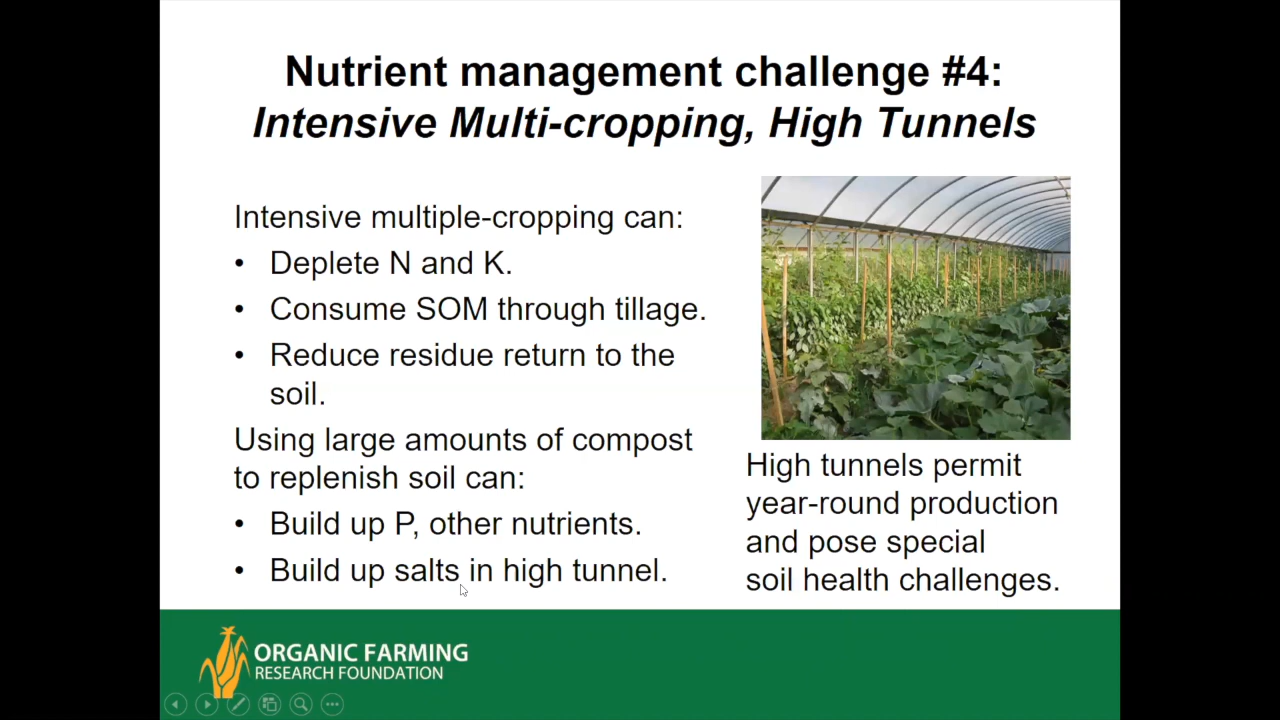 Nutrient management challenge #4:
Intensive Multi-cropping, High Tunnels
Intensive multiple-cropping can:
• Deplete N and K.
• Consume SOM through tillage.
• Reduce residue return to the
soil.
Using large amounts of compost
to replenish soil can:
• Build up P, other nutrients.
• Build up salts in high tunnel.
High tunnels permit
year-round production
and pose special
soil health challenges.
ORGANIC FARMING
RESEARCH FOUNDATION